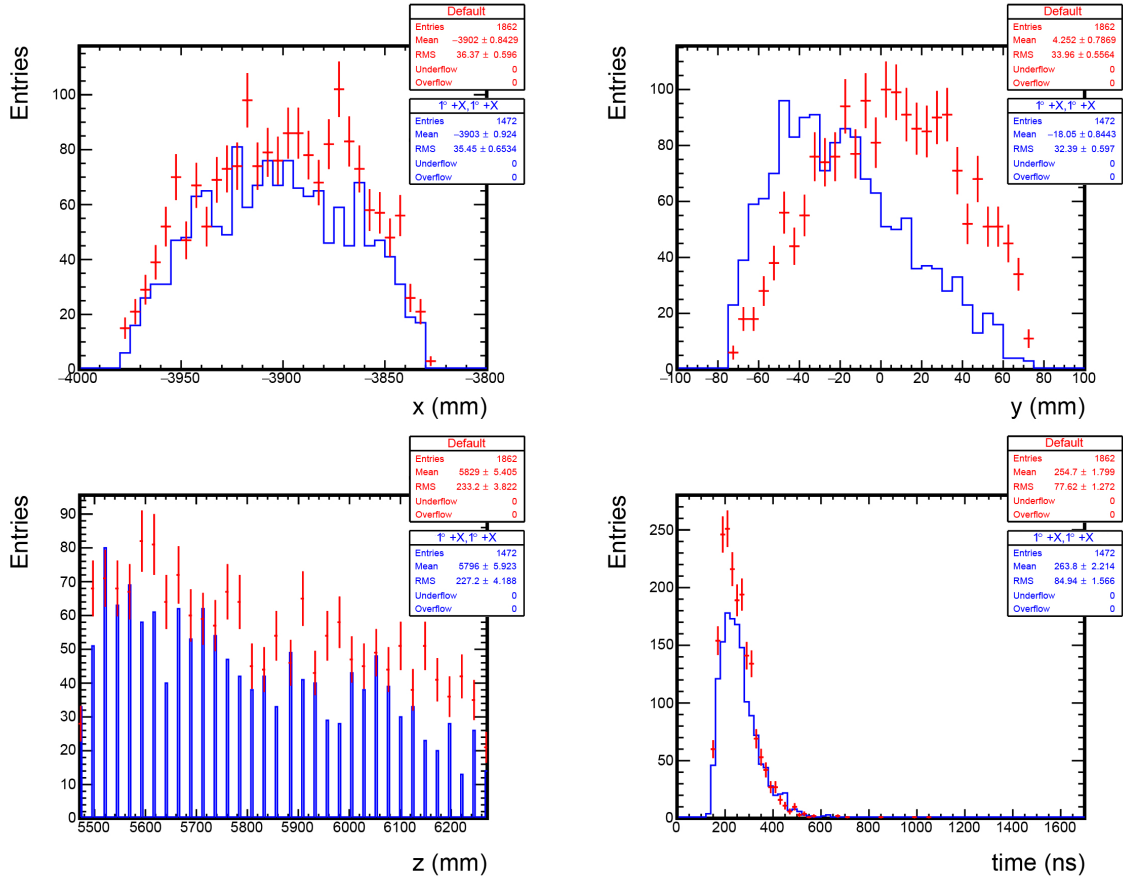 Default
Entries 1862
Mean −3902 ± 0.8429
RMS 36.37 ± 0.596
Underflow 0
Overflow 0
1° +X,1° +X
Entries 1472
Mean −3903 ± 0.924
RMS 35.45 ± 0.6534
Underflow 0
Overflow 0
Entries
100
80
60
40
20
0
−4000 −3950 −3900 −3850 −3800
x (mm)
Default
Entries 1862
Mean 4.252 ± 0.7869
RMS 33.96 ± 0.5564
Underflow 0
Overflow 0
1° +X,1° +X
Entries 1472
Mean −18.05 ± 0.8443
RMS 32.39 ± 0.597
Underflow 0
Overflow 0
Entries
100
80
60
40
20
0
−100 −80 −60 −40 −20 0 20 40 60 80 100
y (mm)
Default
Entries 1862
Mean 5829 ± 5.405
RMS 233.2 ± 3.822
Underflow 0
Overflow 0
1° +X,1° +X
Entries 1472
Mean 5796 ± 5.923
RMS 227.2 ± 4.188
Underflow 0
Overflow 0
Entries
90
80
70
60
50
40
30
20
10
0
5500 5600 5700 5800 5900 6000 6100 6200
z (mm)
Default
Entries 1862
Mean 254.7 ± 1.799
RMS 77.62 ± 1.272
Underflow 0
Overflow 0
1° +X,1° +X
Entries 1472
Mean 263.8 ± 2.214
RMS 84.94 ± 1.566
Underflow 0
Overflow 0
Entries
250
200
150
100
50
0
0 200 400 600 800 1000 1200 1400 1600
time (ns)